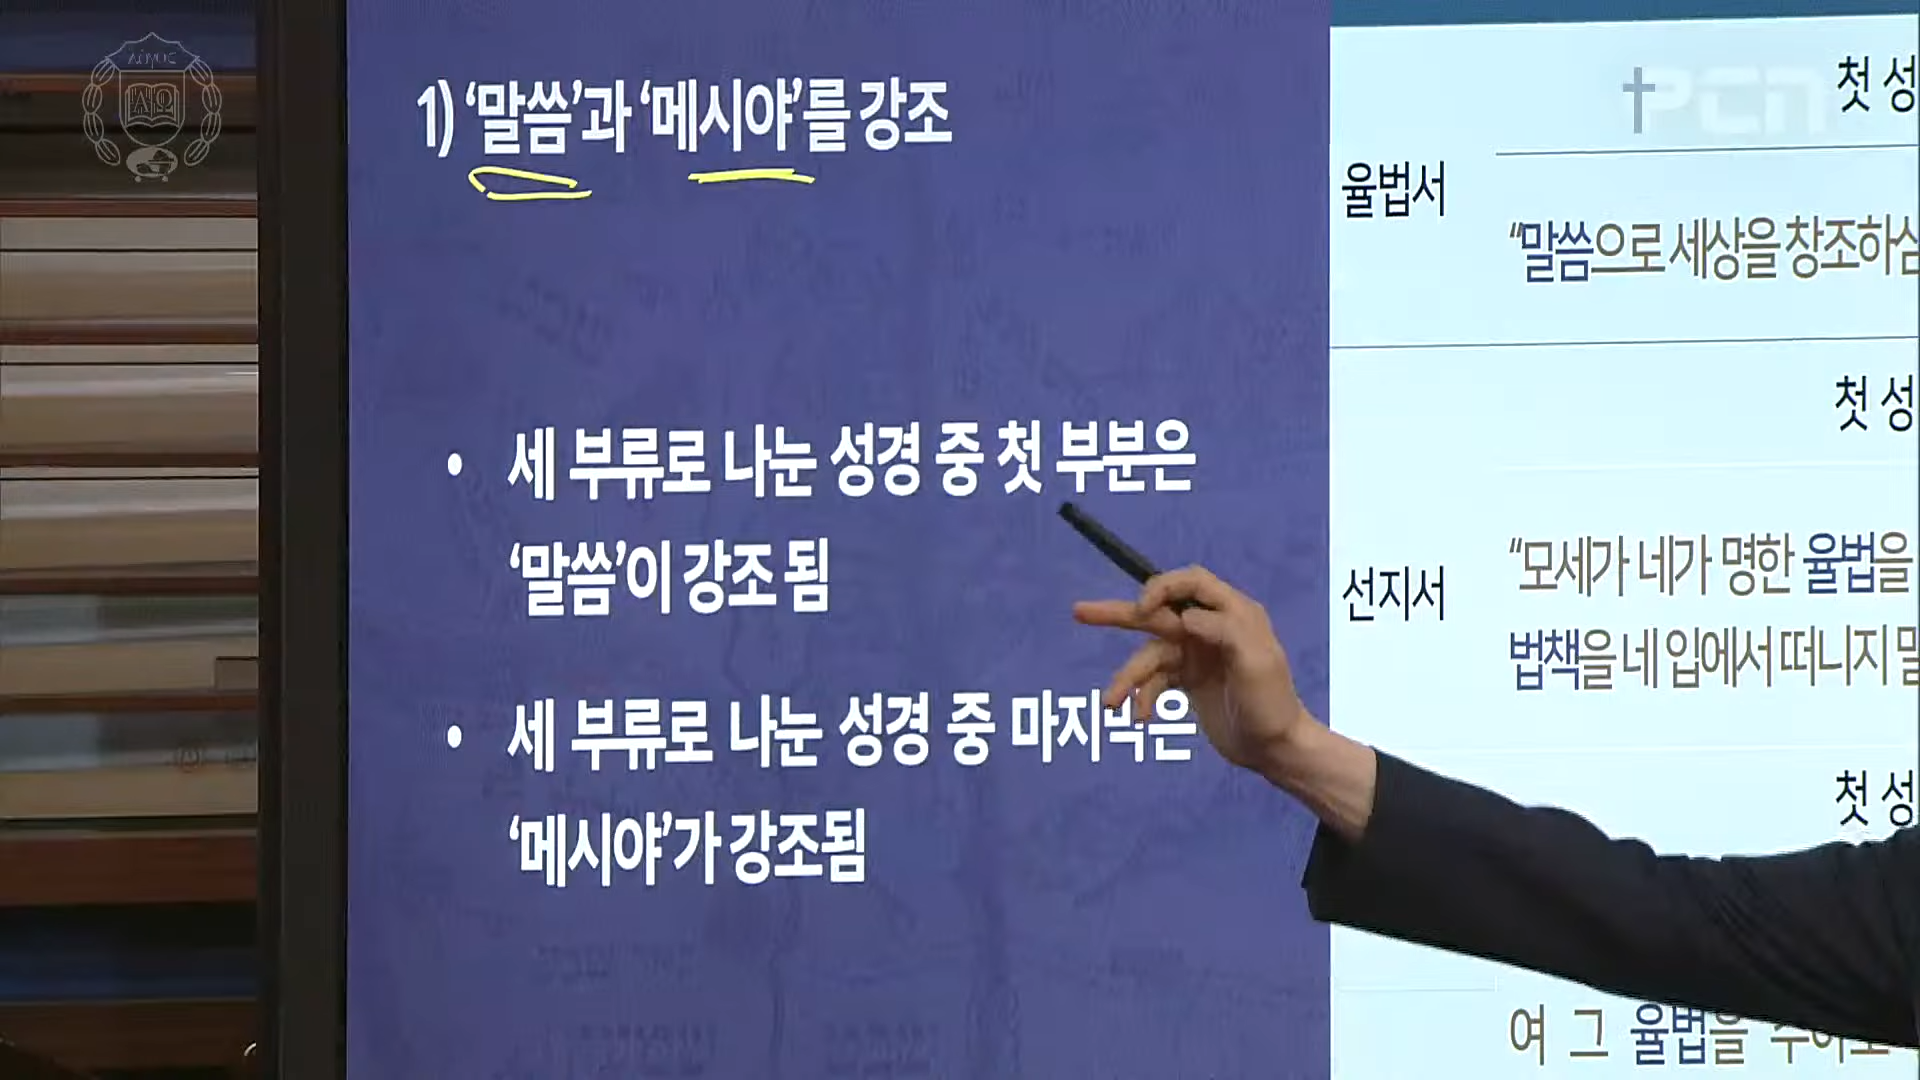 1) ‘말씀’과 ‘메시야’를 강조
• 세 부류로 나눈 성경 중 첫 부분은
‘말씀’이 강조 됨
• 세 부류로 나눈 성경 중 마지막은
‘메시야’가 강조됨
PCN
첫 성
율법서
“말씀으로 세상을 창조하심
첫 성
선지서
“모세가 네가 명한 율법을
법책을 네 입에서 떠나지 말
첫 성
여 그 율법을
ΑΩ